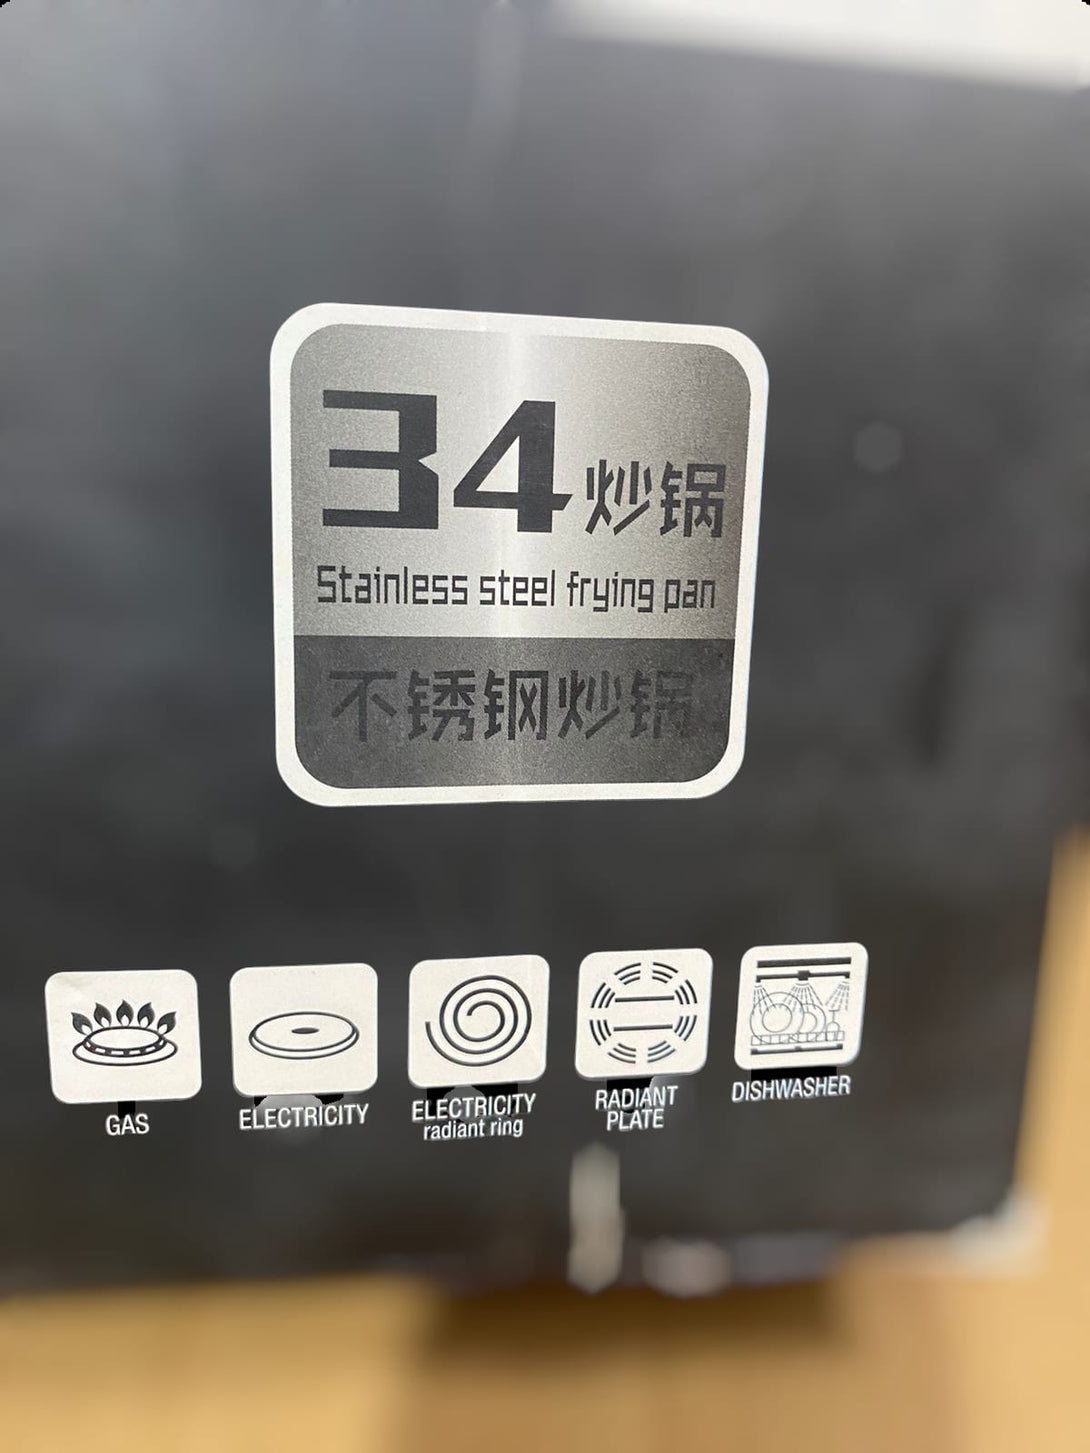 34炒锅
Stainless steel frying pan
不锈钢炒锅
GAS
ELECTRICITY
ELECTRICITY
radiant ring
RADIANT
PLATE
DISHWASHER